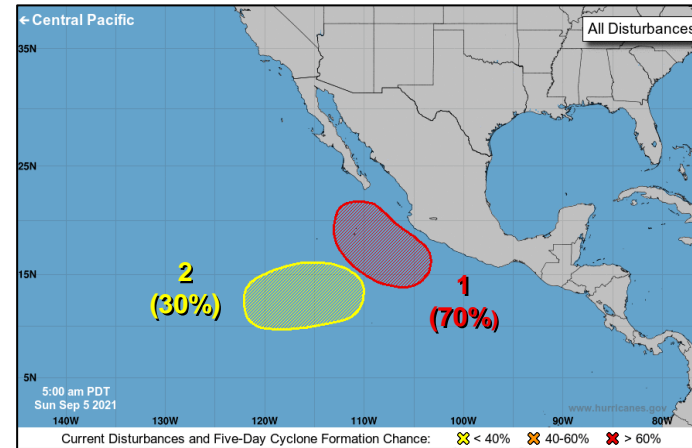 ← Central Pacific
All Disturbances
35N
25N
15N
5N
2
(30%)
1
(70%)
5:00 am PDT
Sun Sep 5 2021
www.hurricanes.gov
140W
130W
120W
110W
100W
90W
80W
Current Disturbances and Five-Day Cyclone Formation Chance: < 40% 40-60% > 60%